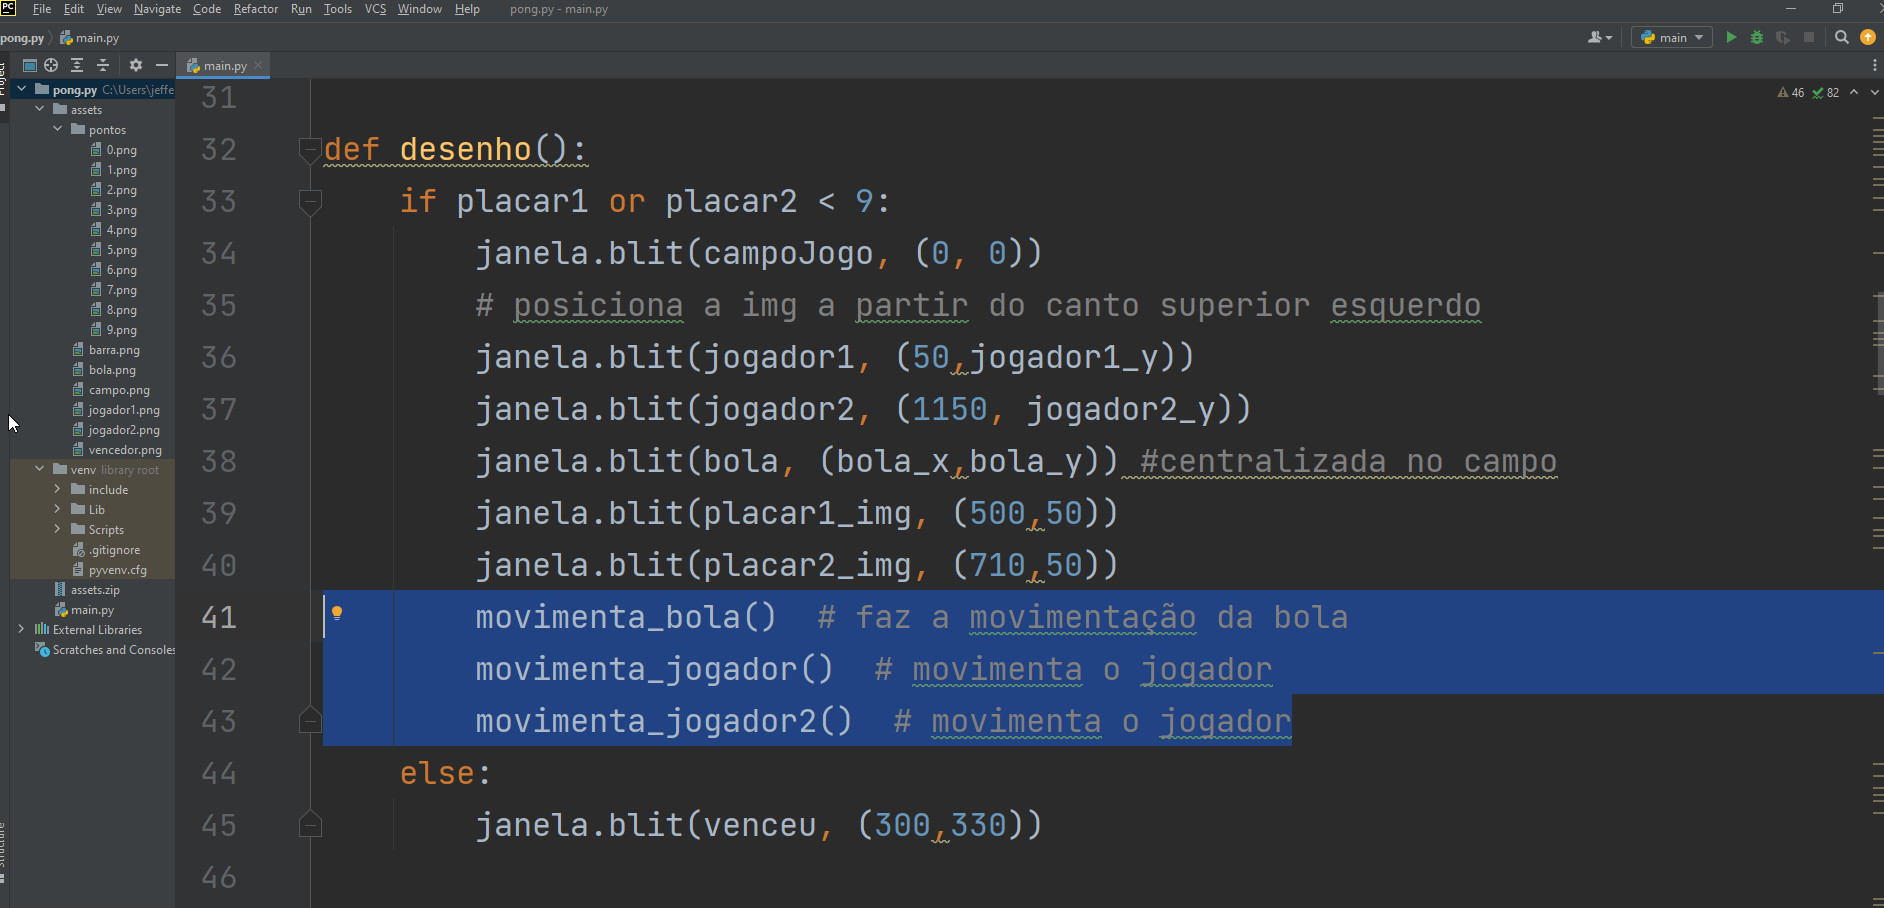 PC File Edit View Navigate Code Refactor Run Tools VCS Window Help pong.py - main.py
pong.py main.py main
Project main.py
46 82
pong.py C:\Users\jeffe
assets
pontos
0.png
1.png
2.png
3.png
4.png
5.png
6.png
7.png
8.png
9.png
barra.png
bola.png
campo.png
jogador1.png
jogador2.png
vencedor.png
venv library root
include
Lib
Scripts
.gitignore
pyvenv.cfg
assets.zip
main.py
External Libraries
Scratches and Consoles
Structure
31
32 def desenho():
33 if placar1 or placar2 < 9:
34 janela.blit(campoJogo, (0, 0))
35 # posiciona a img a partir do canto superior esquerdo
36 janela.blit(jogador1, (50,jogador1_y))
37 janela.blit(jogador2, (1150, jogador2_y))
38 janela.blit(bola, (bola_x,bola_y)) #centralizada no campo
39 janela.blit(placar1_img, (500,50))
40 janela.blit(placar2_img, (710,50))
41 movimenta_bola() # faz a movimentação da bola
42 movimenta_jogador() # movimenta o jogador
43 movimenta_jogador2() # movimenta o jogador
44 else:
45 janela.blit(venceu, (300,330))
46